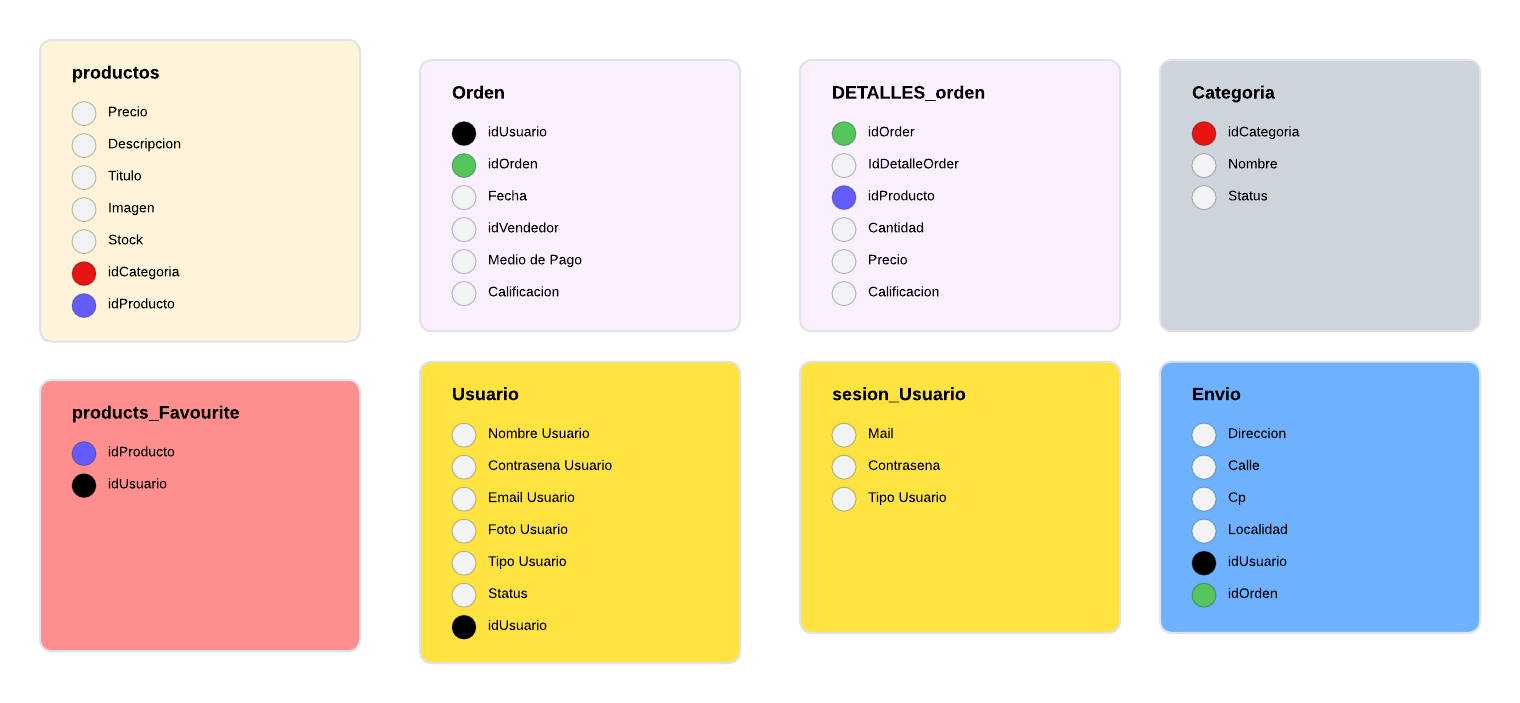 productos
Precio
Descripcion
Titulo
Imagen
Stock
idCategoria
idProducto
Orden
idUsuario
idOrden
Fecha
idVendedor
Medio de Pago
Calificacion
DETALLES_orden
idOrder
IdDetalleOrder
idProducto
Cantidad
Precio
Calificacion
Categoria
idCategoria
Nombre
Status
products_Favourite
idProducto
idUsuario
Usuario
Nombre Usuario
Contrasena Usuario
Email Usuario
Foto Usuario
Tipo Usuario
Status
idUsuario
sesion_Usuario
Mail
Contrasena
Tipo Usuario
Envio
Direccion
Calle
Cp
Localidad
idUsuario
idOrden